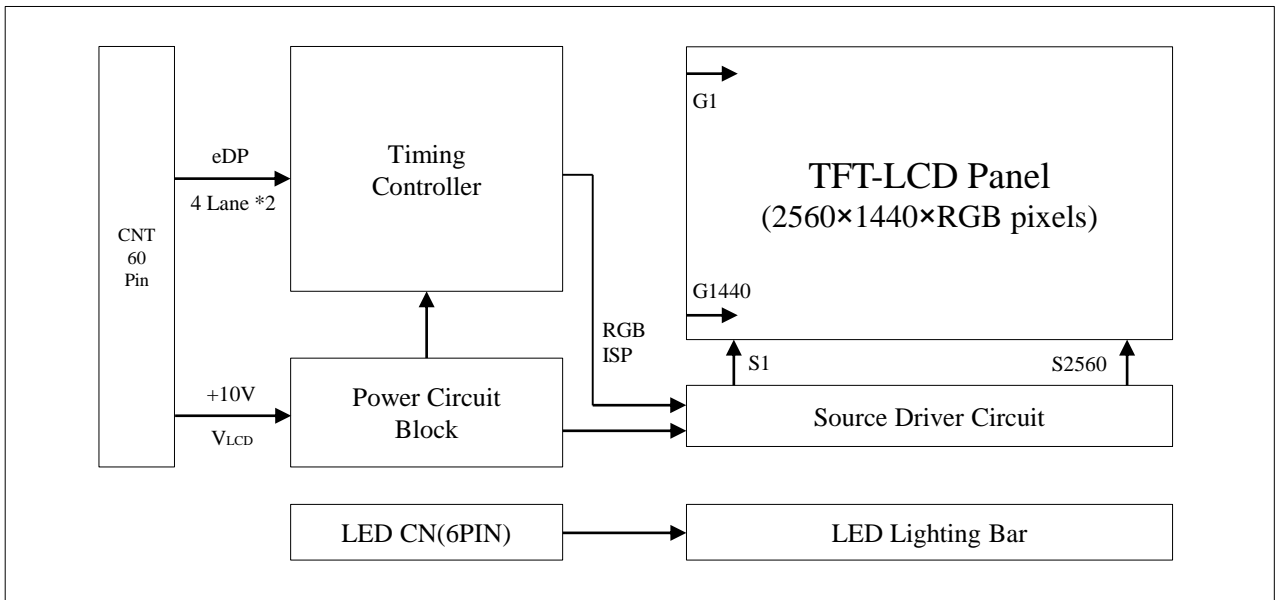 CNT
60
Pin
eDP
4 Lane *2
+10V
VLCD
Timing
Controller
Power Circuit
Block
RGB
ISP
G1
TFT-LCD Panel
(2560×1440×RGB pixels)
G1440
S1
S2560
Source Driver Circuit
LED CN(6PIN)
LED Lighting Bar